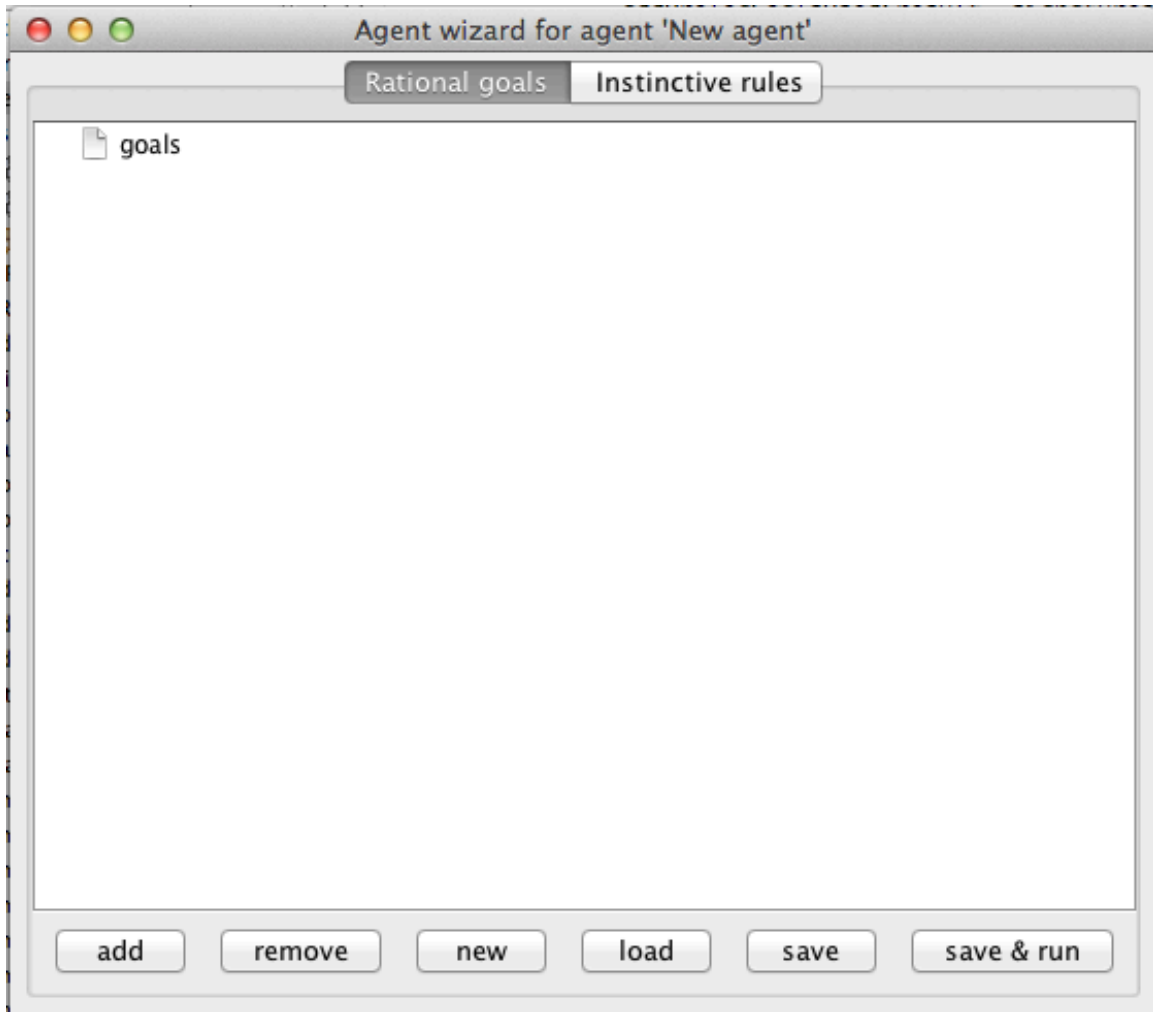 Agent wizard for agent 'New agent'
Rational goals Instinctive rules
goals
add remove new load save save & run